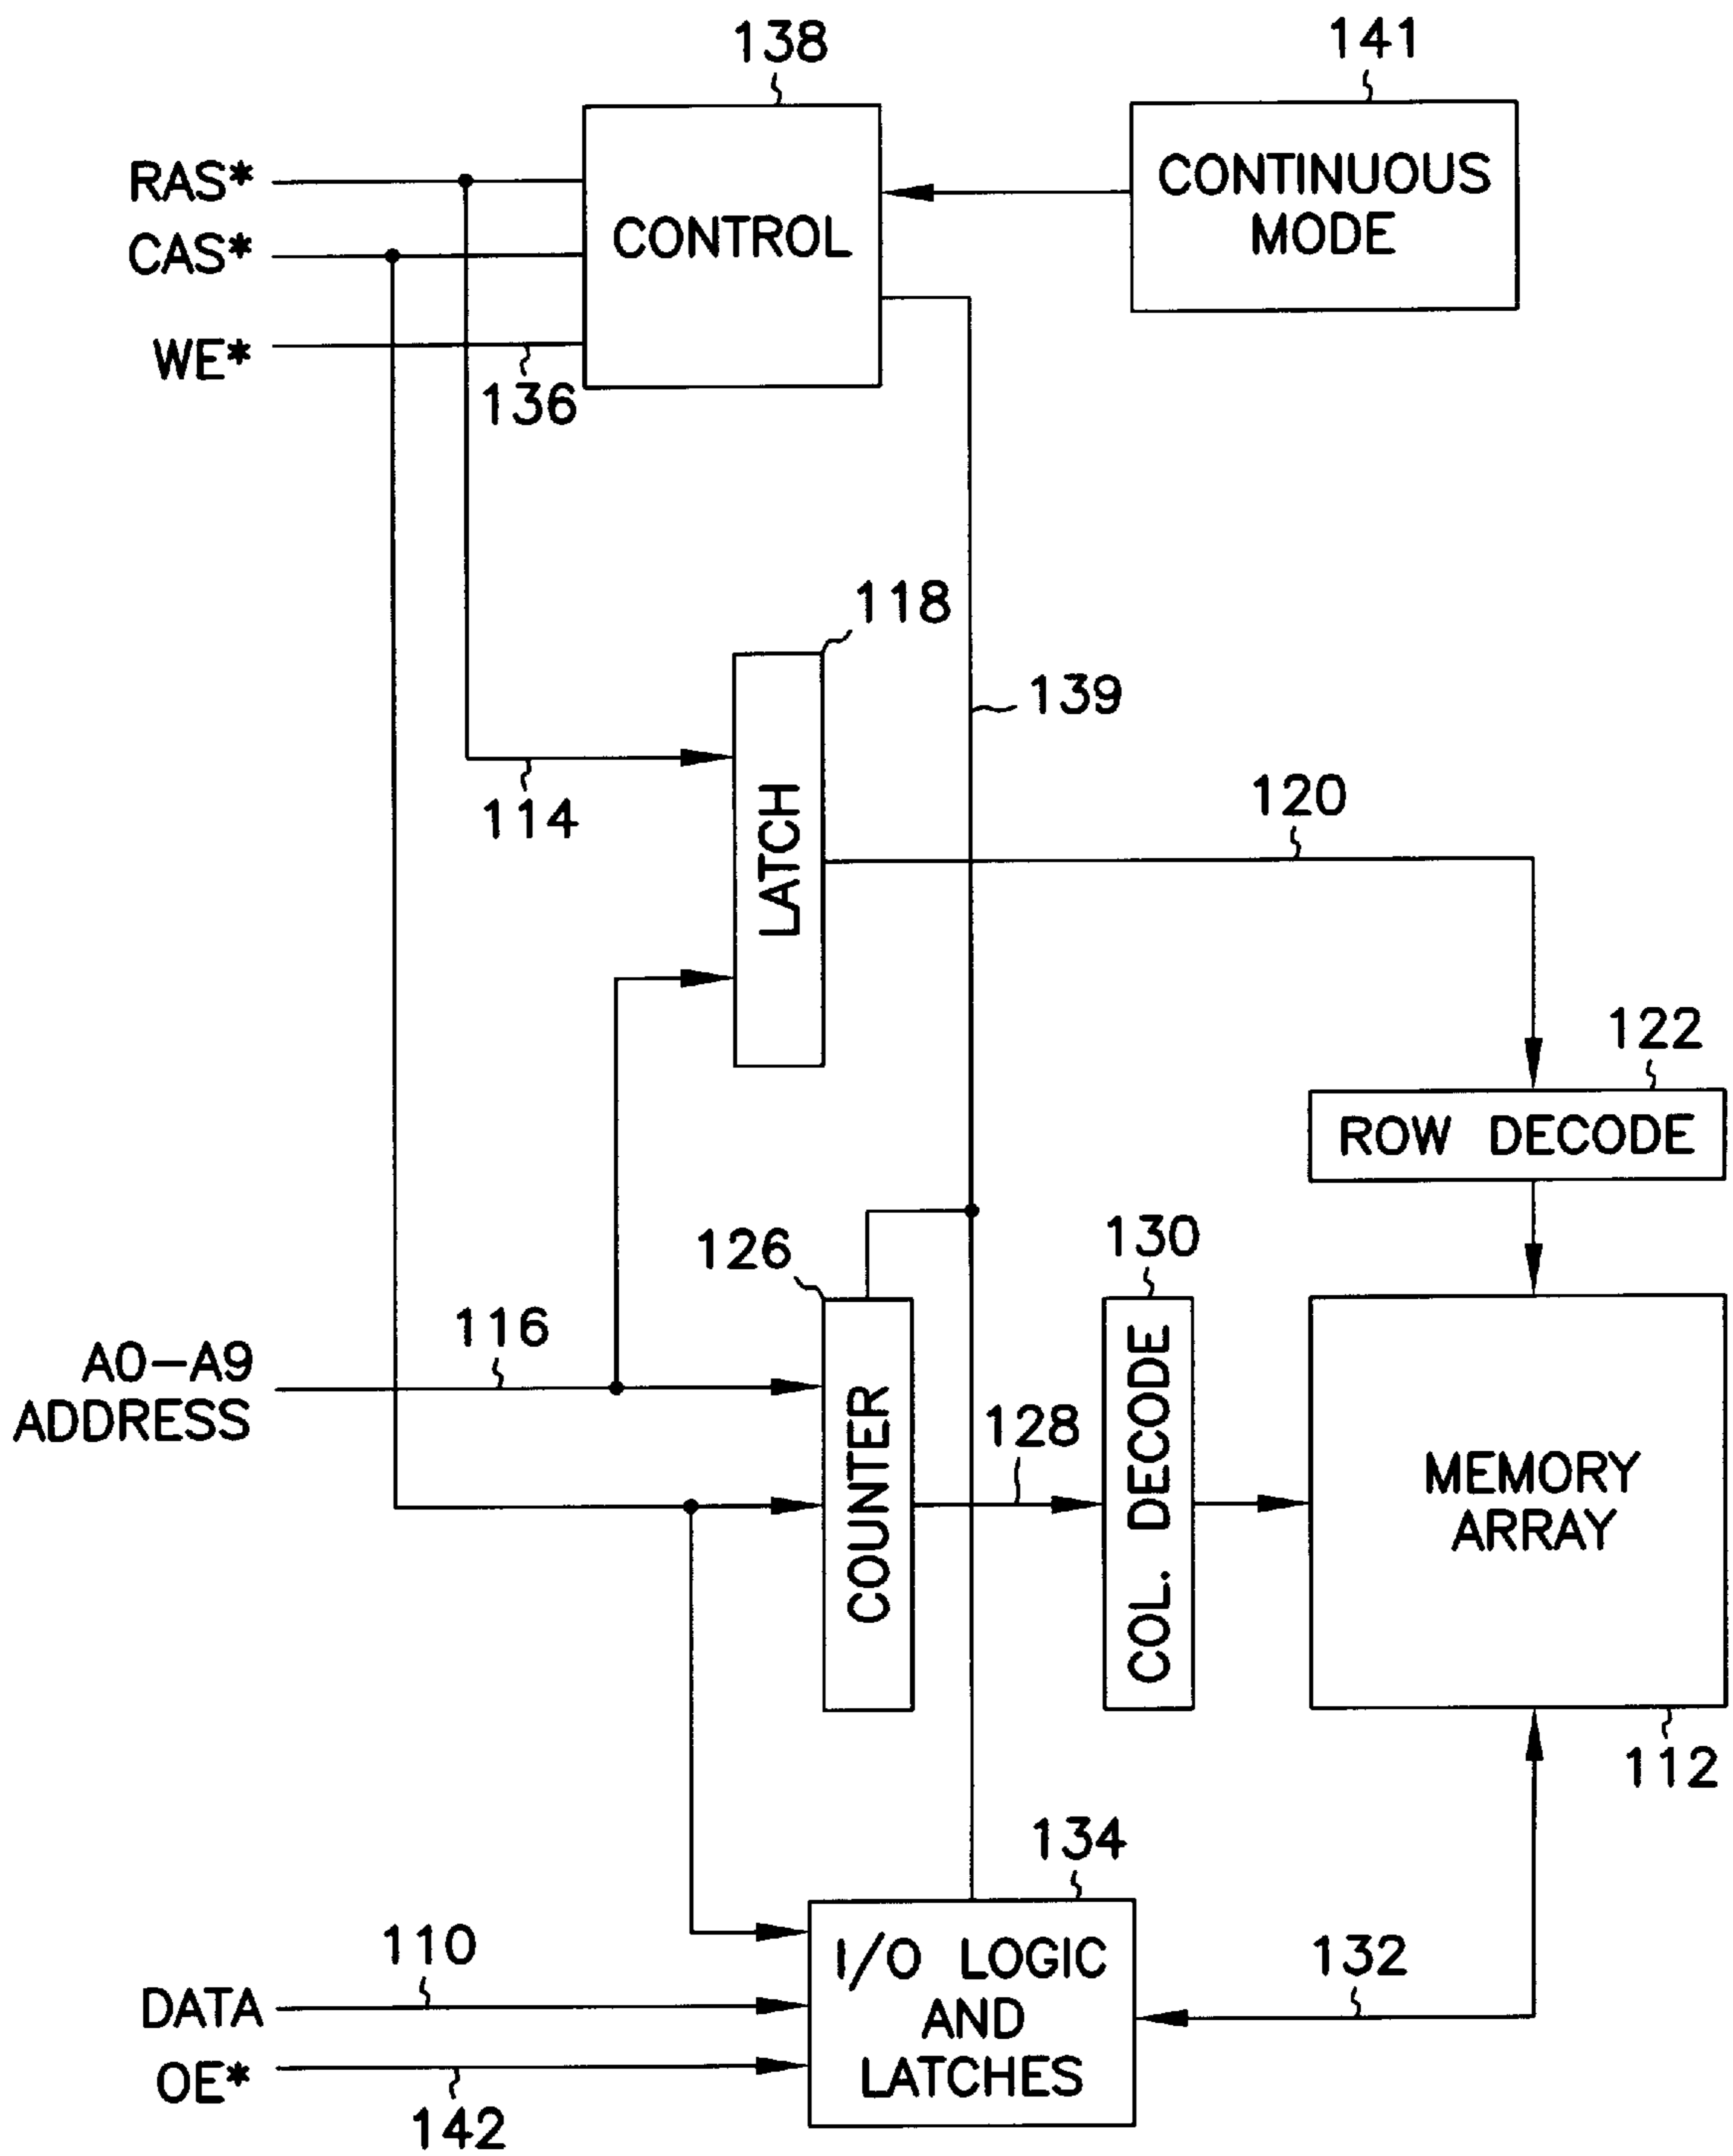 138
141
RAS*
CAS*
WE*
CONTROL
CONTINUOUS
MODE
136
118
139
114
LATCH
120
122
ROW DECODE
126
130
116
A0-A9
ADDRESS
COUNTER
128
COL. DECODE
MEMORY
ARRAY
112
134
110
DATA
OE*
142
I/O LOGIC
AND
LATCHES
132